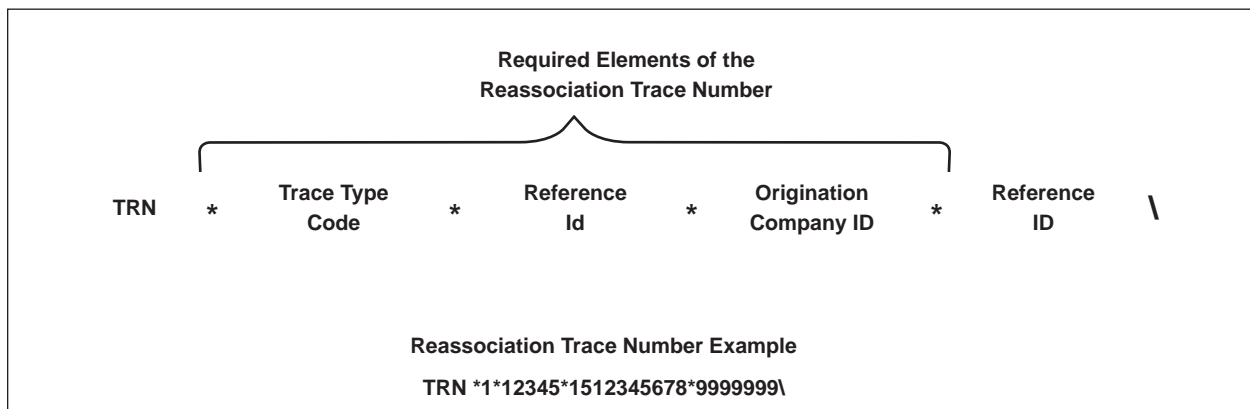 Required Elements of the
Reassociation Trace Number
TRN * Trace Type Code * Reference Id * Origination Company ID * Reference ID \
Reassociation Trace Number Example
TRN *1*12345*1512345678*9999999\